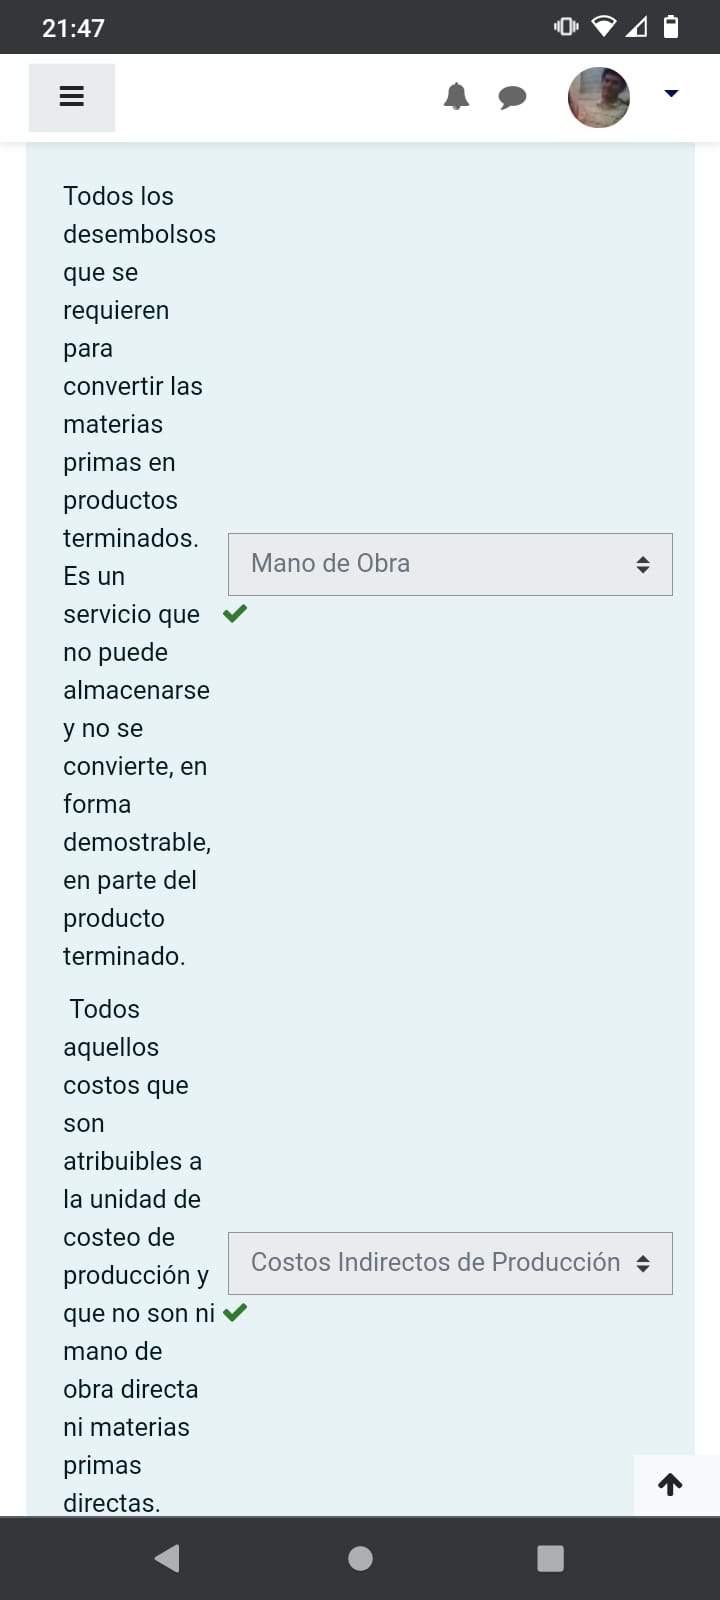 21:47
Todos los
desembolsos
que se
requieren
para
convertir las
materias
primas en
productos
terminados.
Es un
servicio que
no puede
almacenarse
y no se
convierte, en
forma
demostrable,
en parte del
producto
terminado.
Mano de Obra
Todos
aquellos
costos que
son
atribuibles a
la unidad de
costeo de
producción y
que no son ni
mano de
obra directa
ni materias
primas
directas.
Costos Indirectos de Producción